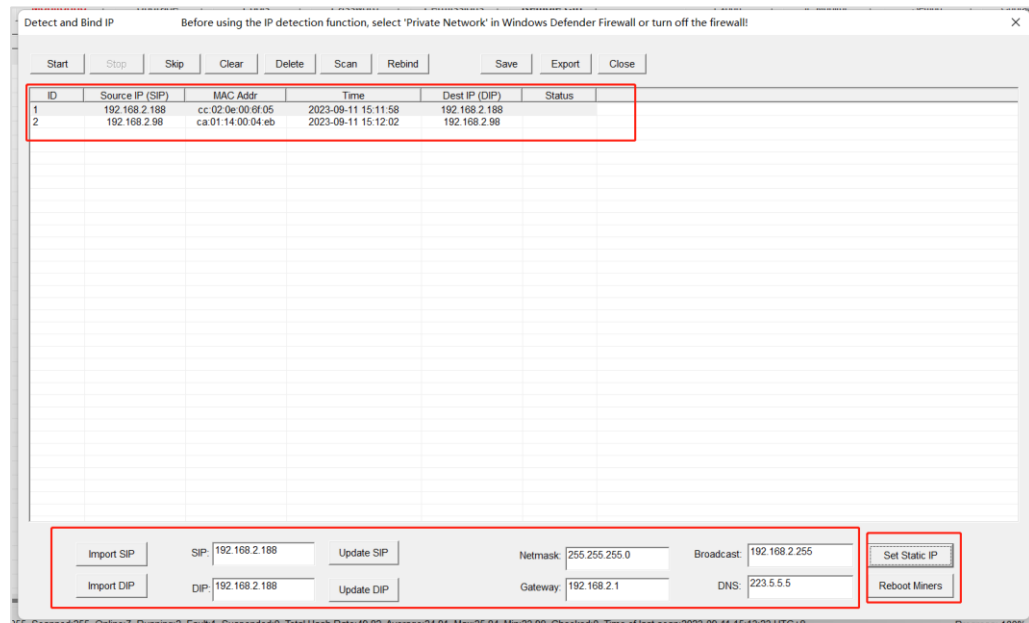 Detect and Bind IP Before using the IP detection function, select 'Private Network' in Windows Defender Firewall or turn off the firewall! ×
Start Stop Skip Clear Delete Scan Rebind Save Export Close
ID Source IP (SIP) MAC Addr Time Dest IP (DIP) Status
1 192.168.2.188 cc:02:0e:00:6f:05 2023-09-11 15:11:58 192.168.2.188
2 192.168.2.98 ca:01:14:00:04:eb 2023-09-11 15:12:02 192.168.2.98
Import SIP SIP: 192.168.2.188 Update SIP Netmask: 255.255.255.0 Broadcast: 192.168.2.255 Set Static IP
Import DIP DIP: 192.168.2.188 Update DIP Gateway: 192.168.2.1 DNS: 223.5.5.5 Reboot Miners